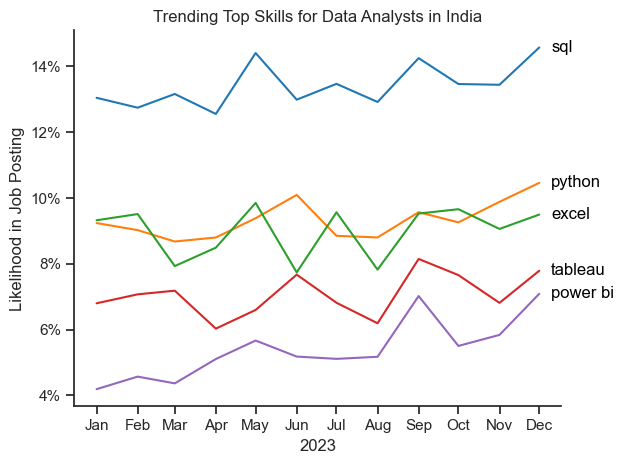 Trending Top Skills for Data Analysts in India
Likelihood in Job Posting
14%
12%
10%
8%
6%
4%
sql
python
excel
tableau
power bi
Jan Feb Mar Apr May Jun Jul Aug Sep Oct Nov Dec
2023